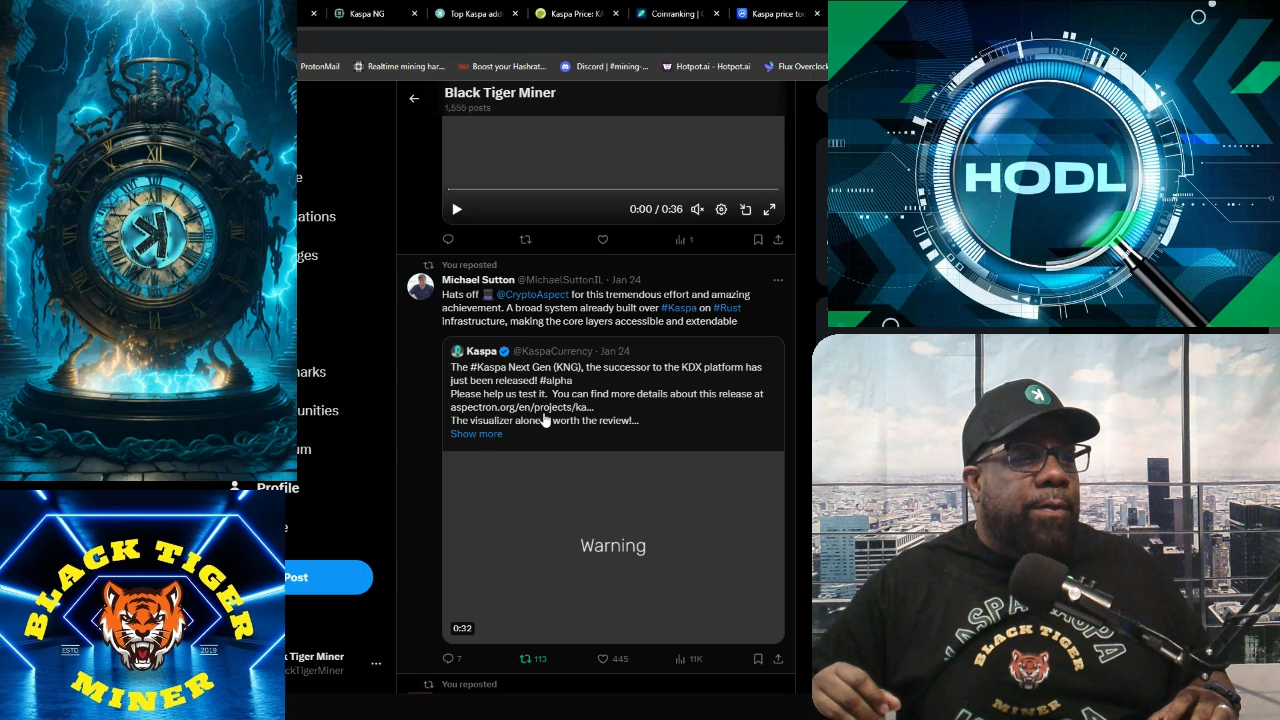 Kaspa NG
Top Kaspa add
Kaspa Price: KA
Coinranking |
Kaspa price to
ProtonMail
Realtime mining har...
Boost your Hashrat...
Discord | #mining-...
Hotpot.ai - Hotpot.ai
Flux Overclock
Black Tiger Miner
1,555 posts
0:00 / 0:36
1
You reposted
Michael Sutton @MichaelSuttonIL · Jan 24
Hats off @CryptoAspect for this tremendous effort and amazing
achievement. A broad system already built over #Kaspa on #Rust
infrastructure, making the core layers accessible and extendable
Kaspa @KaspaCurrency · Jan 24
The #Kaspa Next Gen (KNG), the successor to the KDX platform has
just been released! #alpha
Please help us test it. You can find more details about this release at
aspectron.org/en/projects/ka...
The visualizer alone worth the review!...
Show more
Warning
0:32
7
113
445
11K
You reposted
e
ations
ges
arks
unities
um
Profile
e
Post
k Tiger Miner
ckTigerMiner
XII
HODL
BLACK TIGER
ESTD
2019
MINER
KASPA
BLACK TIGER
MINER